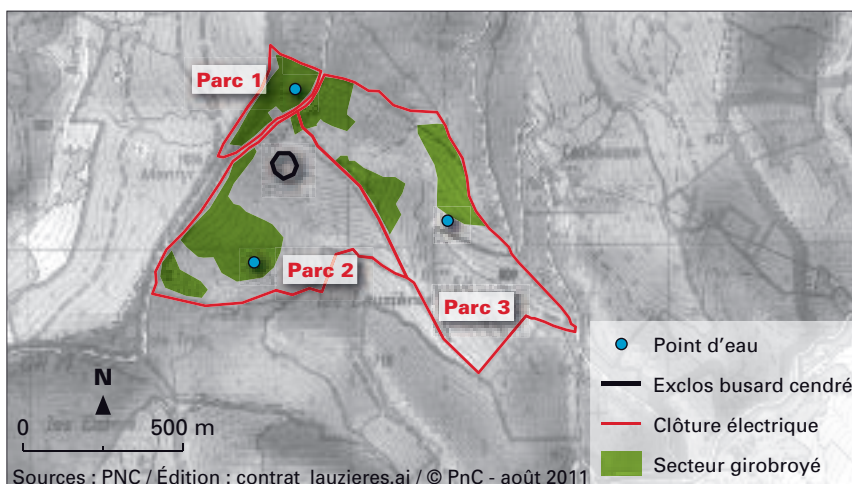 Parc 1
Parc 2
Parc 3
N
0 500 m
Point d'eau
Exclos busard cendré
Clôture électrique
Secteur girobroyé
Sources : PNC / Édition : contrat_lauzieres.ai / © PnC - août 2011